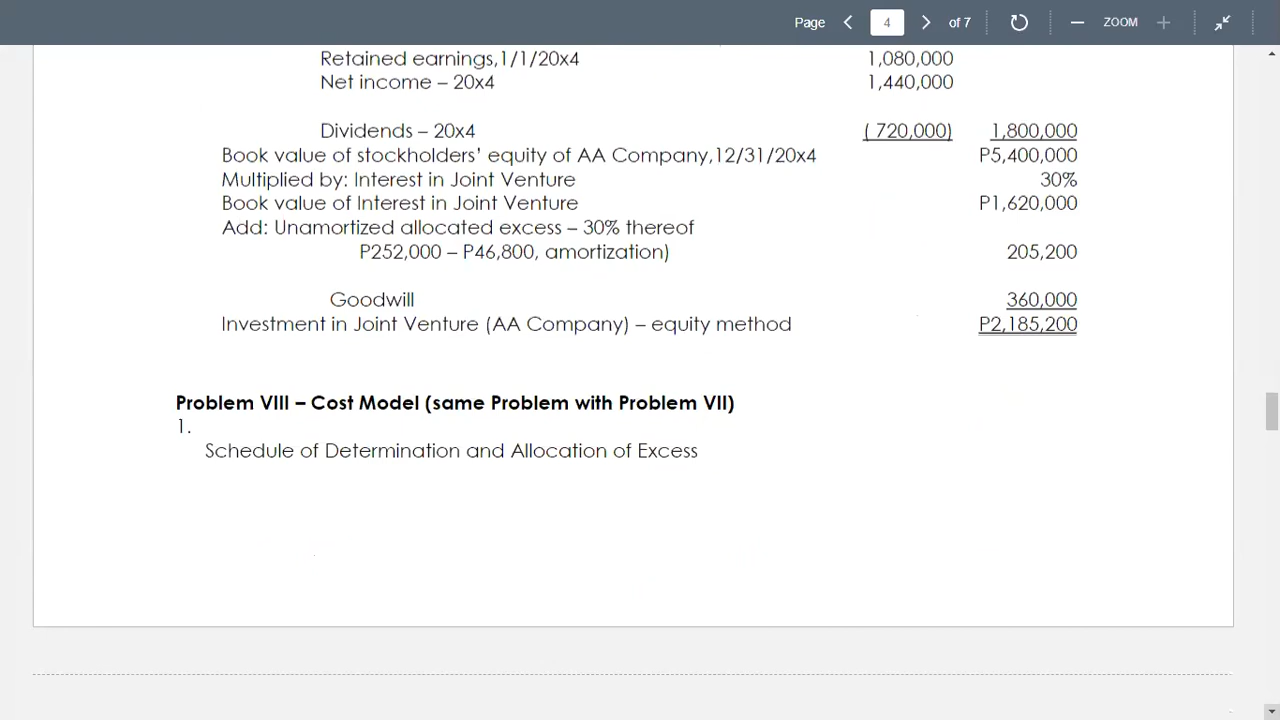 Page 4 of 7 ZOOM
Retained earnings,1/1/20x4 1,080,000
Net income – 20x4 1,440,000
Dividends – 20x4 ( 720,000) 1,800,000
Book value of stockholders’ equity of AA Company,12/31/20x4 P5,400,000
Multiplied by: Interest in Joint Venture 30%
Book value of Interest in Joint Venture P1,620,000
Add: Unamortized allocated excess – 30% thereof
P252,000 – P46,800, amortization) 205,200
Goodwill 360,000
Investment in Joint Venture (AA Company) – equity method P2,185,200
Problem VIII – Cost Model (same Problem with Problem VII)
1.
Schedule of Determination and Allocation of Excess